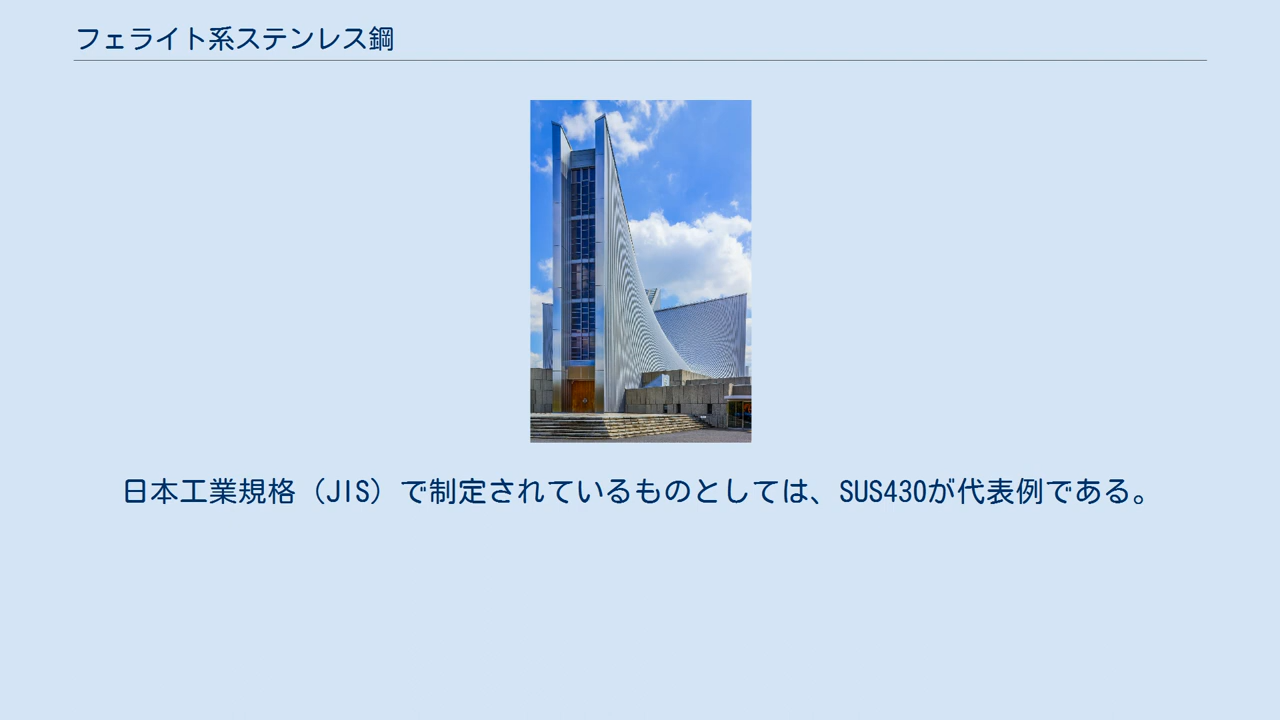 フェライト系ステンレス鋼
日本工業規格（JIS）で制定されているものとしては、SUS430が代表例である。